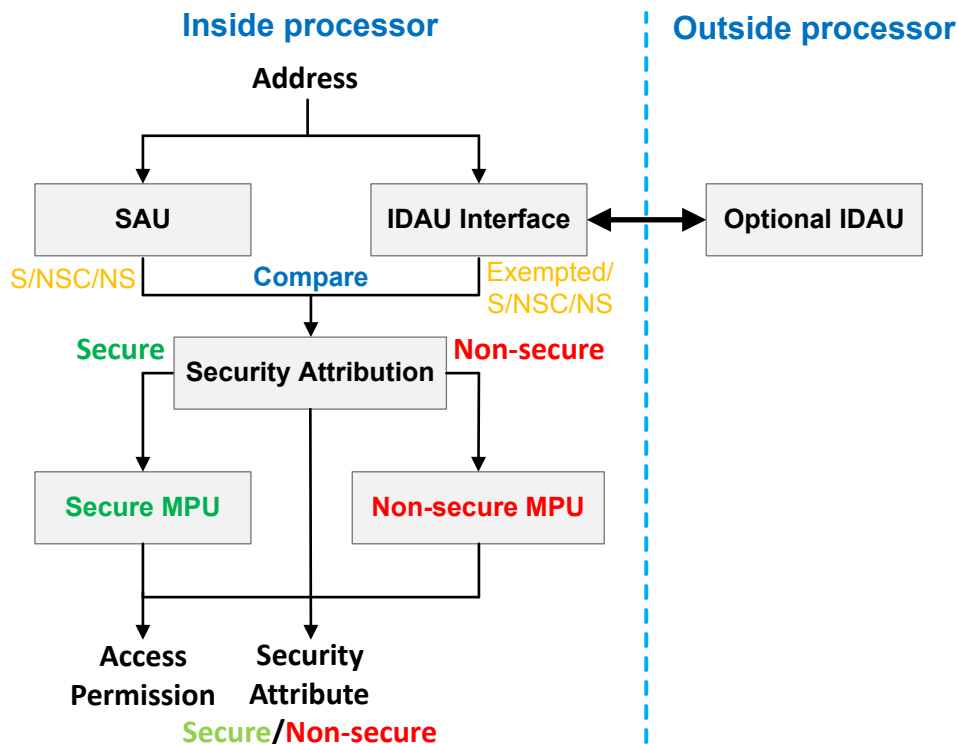 Inside processor
Outside processor
Address
SAU
IDAU Interface
Optional IDAU
S/NSC/NS
Compare
Exempted/
S/NSC/NS
Secure
Non-secure
Security Attribution
Secure MPU
Non-secure MPU
Access
Permission
Security
Attribute
Secure/Non-secure